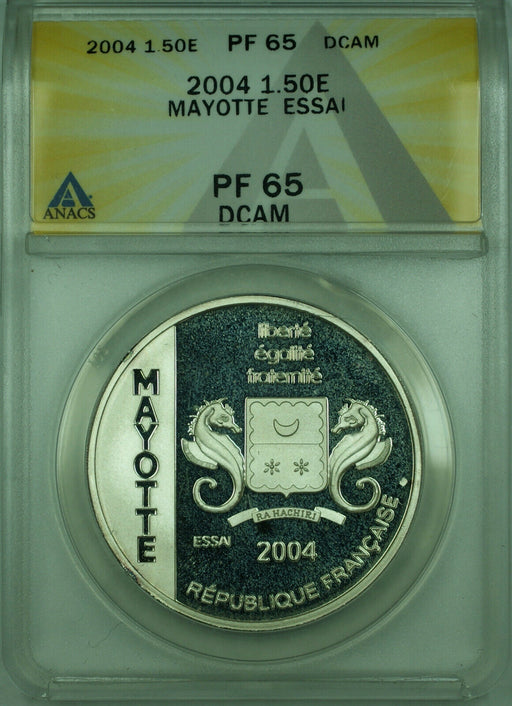 2004 1.50E PF 65 DCAM
2004 1.50E
MAYOTTE ESSAI
PF 65
DCAM
ANACS
liberté
égalité
fraternité
MAYOTTE
RA HACHIRI
ESSAI
2004
RÉPUBLIQUE FRANÇAISE